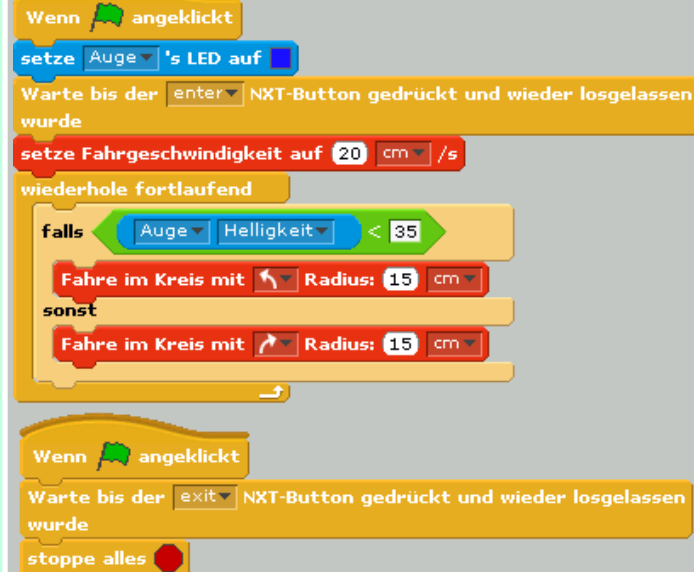 Wenn angeklickt
setze Auge 's LED auf
Warte bis der enter NXT-Button gedrückt und wieder losgelassen
wurde
setze Fahrgeschwindigkeit auf 20 cm /s
wiederhole fortlaufend
falls Auge Helligkeit < 35
Fahre im Kreis mit Radius: 15 cm
sonst
Fahre im Kreis mit Radius: 15 cm
Wenn angeklickt
Warte bis der exit NXT-Button gedrückt und wieder losgelassen
wurde
stoppe alles